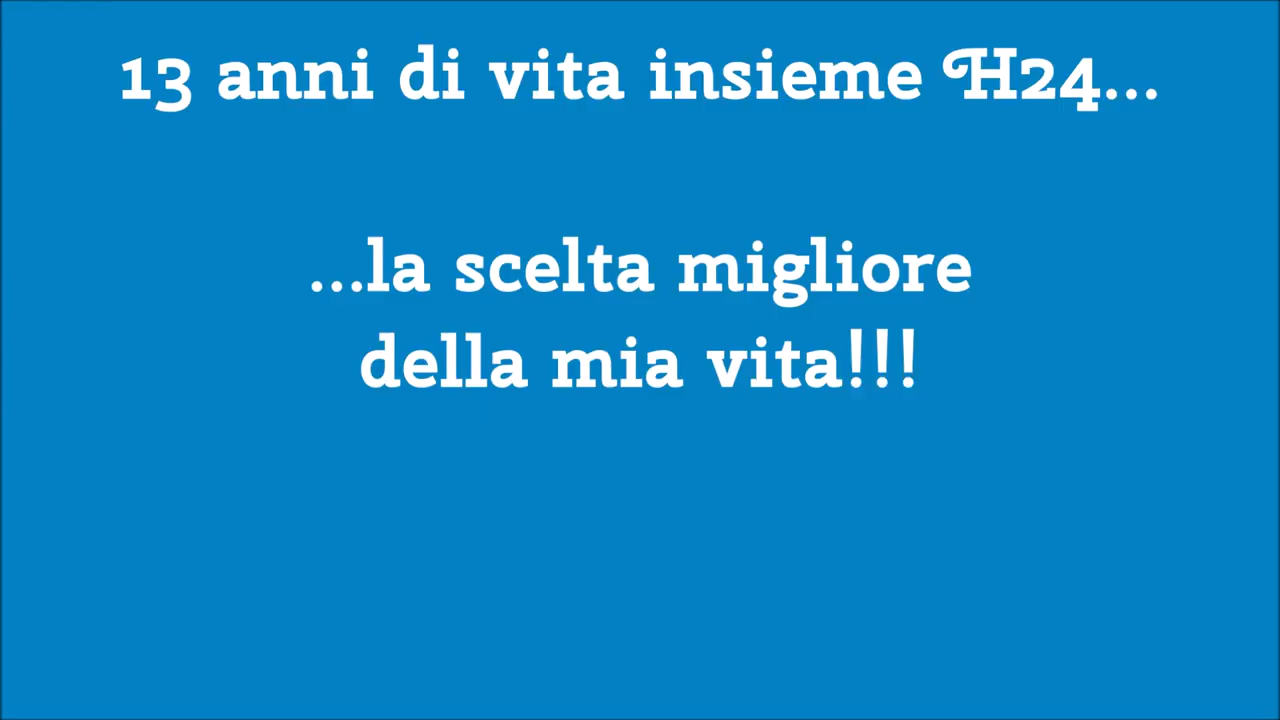 13 anni di vita insieme H24...
...la scelta migliore
della mia vita!!!